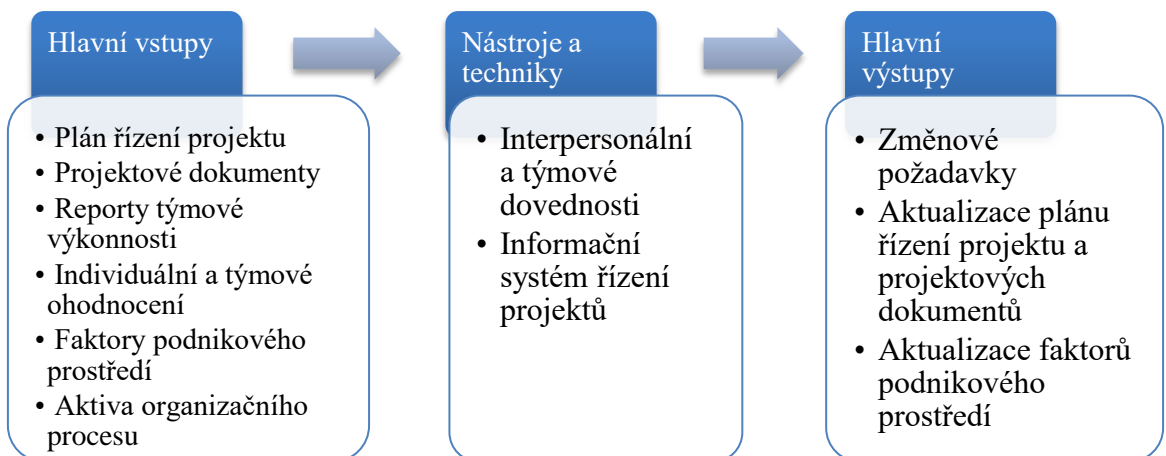 Hlavní vstupy
• Plán řízení projektu
• Projektové dokumenty
• Reporty týmové
výkonnosti
• Individuální a týmové
ohodnocení
• Faktory podnikového
prostředí
• Aktiva organizačního
procesu
Nástroje a
techniky
• Interpersonální
a týmové
dovednosti
• Informační
systém řízení
projektů
Hlavní
výstupy
• Změnové
požadavky
• Aktualizace plánu
řízení projektu a
projektových
dokumentů
• Aktualizace faktorů
podnikového
prostředí